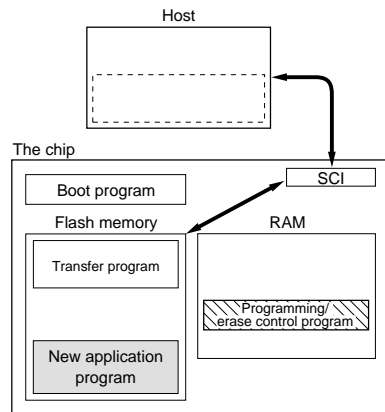 Host
The chip
SCI
Boot program
Flash memory
RAM
Transfer program
Programming/
erase control program
New application
program